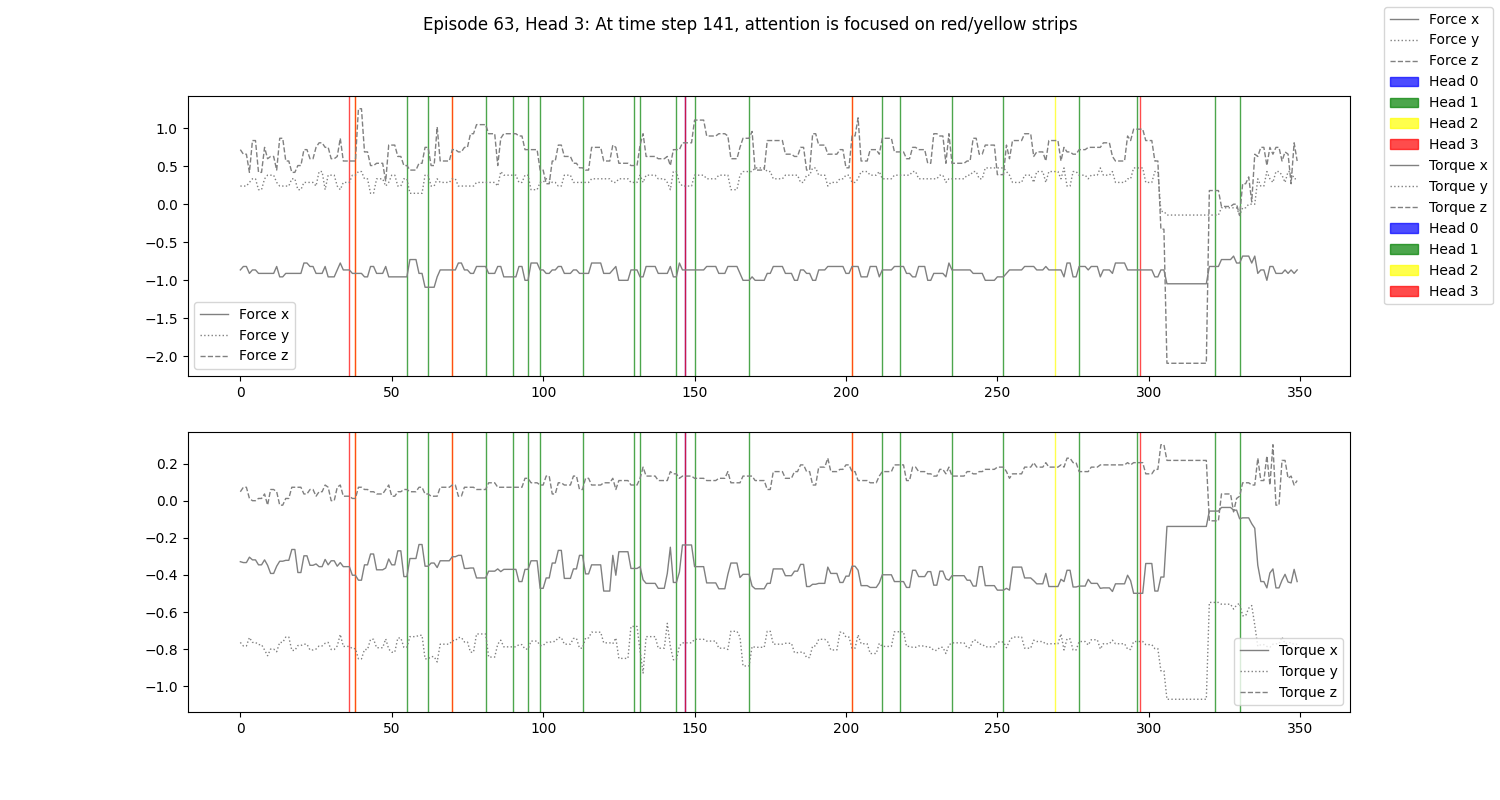 Episode 63, Head 3: At time step 141, attention is focused on red/yellow strips
Force x
Force y
Force z
Head 0
Head 1
Head 2
Head 3
Torque x
Torque y
Torque z
Head 0
Head 1
Head 2
Head 3
1.0
0.5
0.0
−0.5
−1.0
−1.5
−2.0
Force x
Force y
Force z
0 50 100 150 200 250 300 350
0.2
0.0
−0.2
−0.4
−0.6
−0.8
−1.0
Torque x
Torque y
Torque z
0 50 100 150 200 250 300 350